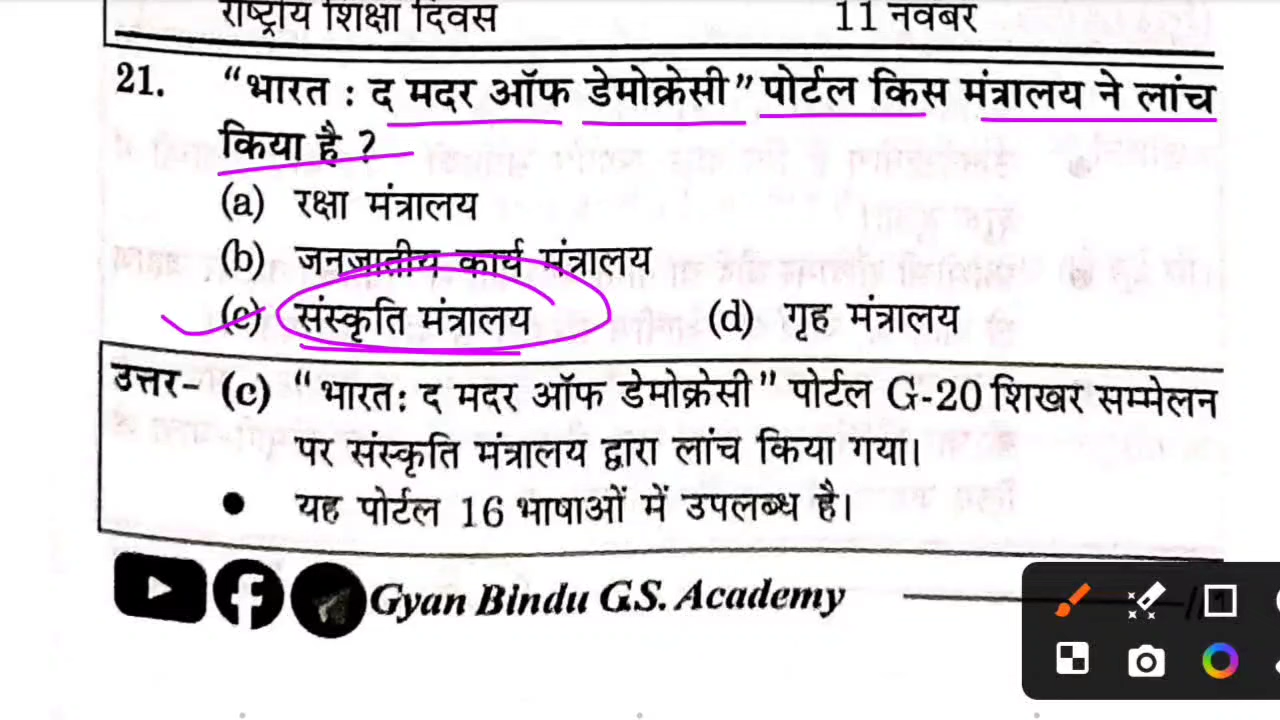 राष्ट्रीय शिक्षा दिवस 11 नवंबर
21. “भारत : द मदर ऑफ डेमोक्रेसी” पोर्टल किस मंत्रालय ने लांच
किया है ?
(a) रक्षा मंत्रालय
(b) जनजातीय कार्य मंत्रालय
(c) संस्कृति मंत्रालय (d) गृह मंत्रालय
उत्तर- (c) “भारत: द मदर ऑफ डेमोक्रेसी” पोर्टल G-20 शिखर सम्मेलन
पर संस्कृति मंत्रालय द्वारा लांच किया गया।
● यह पोर्टल 16 भाषाओं में उपलब्ध है।
Gyan Bindu G.S. Academy